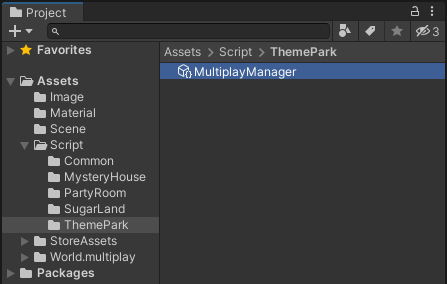 Project
3
Favorites
Assets > Script > ThemePark
MultiplayManager
Assets
Image
Material
Scene
Script
Common
MysteryHouse
PartyRoom
SugarLand
ThemePark
StoreAssets
World.multiplay
Packages